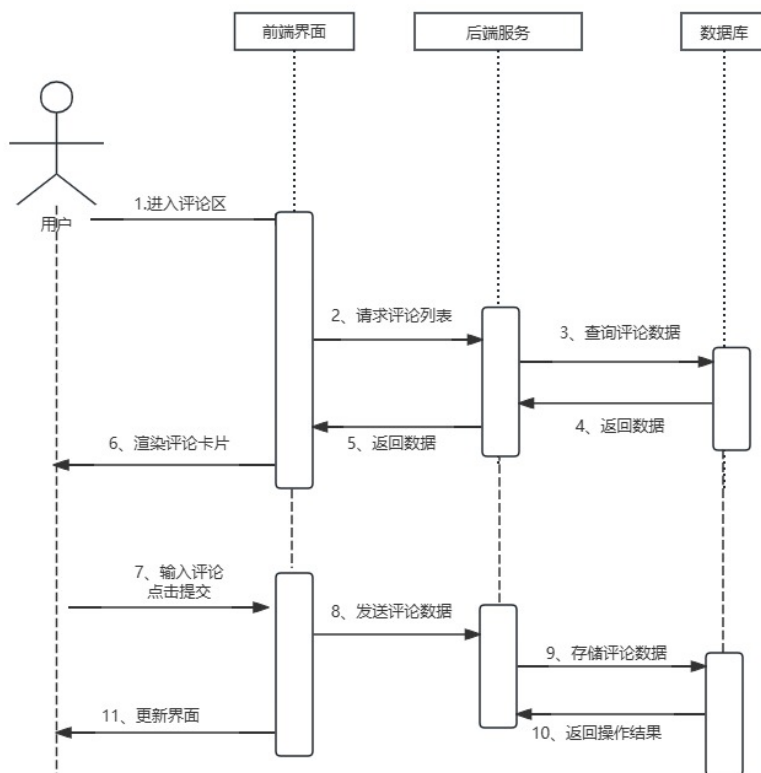 前端界面
后端服务
数据库
用户
1.进入评论区
2、请求评论列表
3、查询评论数据
4、返回数据
5、返回数据
6、渲染评论卡片
7、输入评论
点击提交
8、发送评论数据
9、存储评论数据
10、返回操作结果
11、更新界面